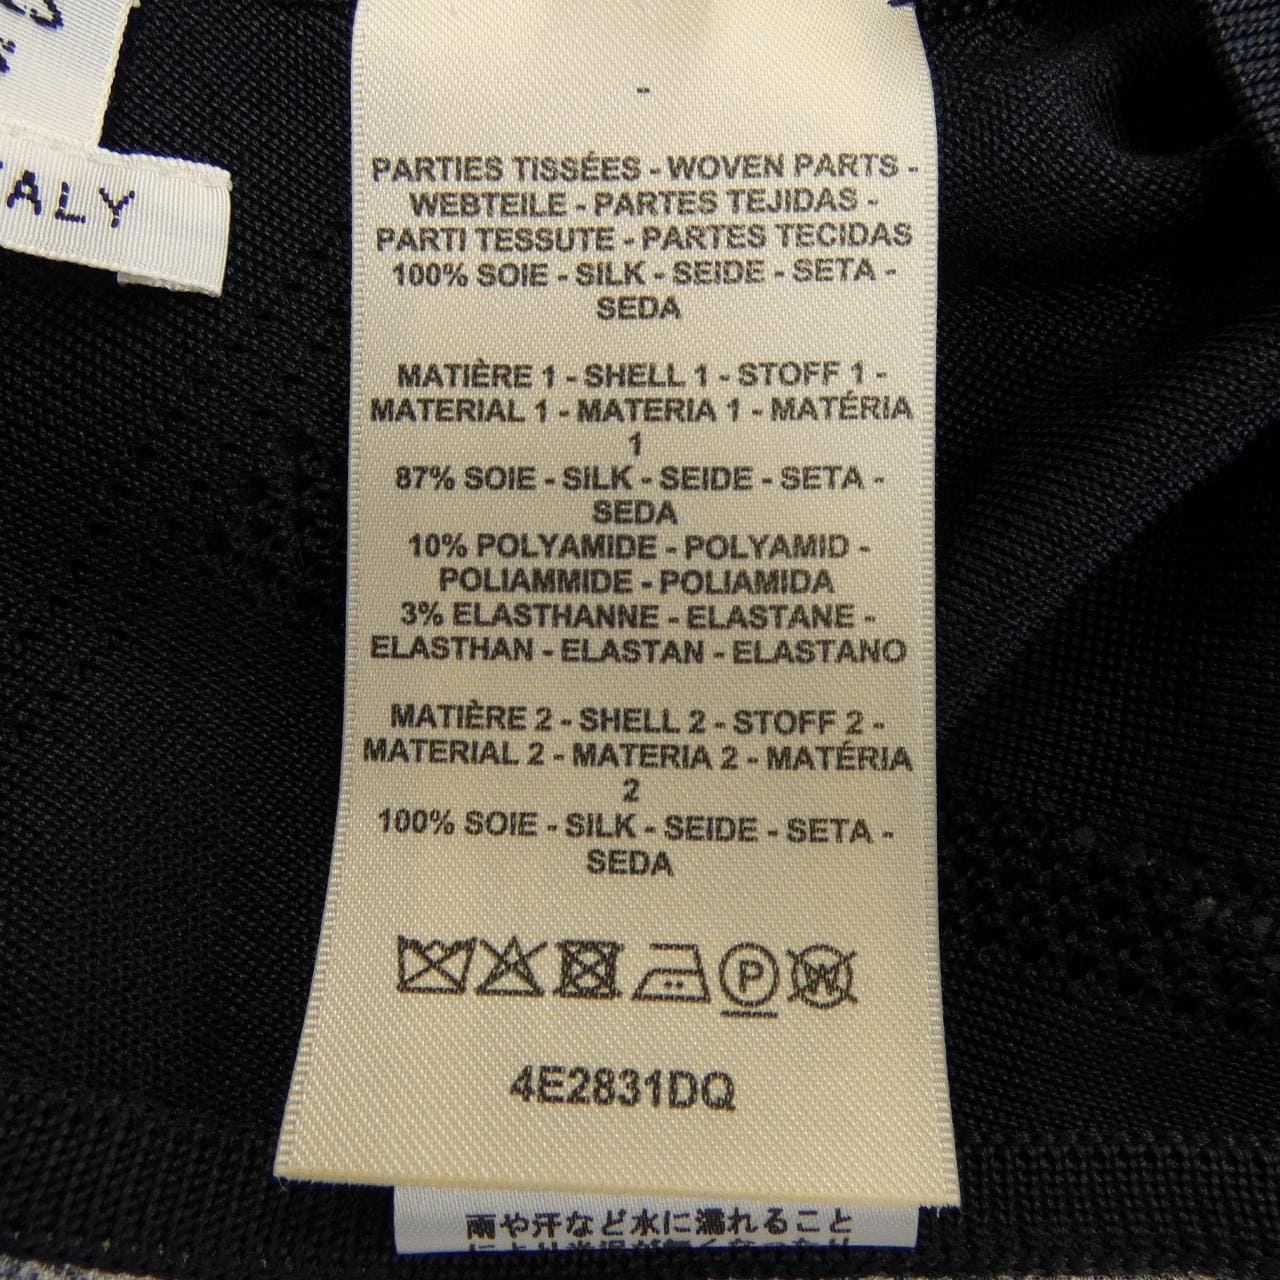 TALY
-
PARTIES TISSÉES - WOVEN PARTS -
WEBTEILE - PARTES TEJIDAS -
PARTI TESSUTE - PARTES TECIDAS
100% SOIE - SILK - SEIDE - SETA -
SEDA
MATIÈRE 1 - SHELL 1 - STOFF 1 -
MATERIAL 1 - MATERIA 1 - MATÉRIA
1
87% SOIE - SILK - SEIDE - SETA -
SEDA
10% POLYAMIDE - POLYAMID -
POLIAMMIDE - POLIAMIDA
3% ELASTHANNE - ELASTANE -
ELASTHAN - ELASTAN - ELASTANO
MATIÈRE 2 - SHELL 2 - STOFF 2 -
MATERIAL 2 - MATERIA 2 - MATÉRIA
2
100% SOIE - SILK - SEIDE - SETA -
SEDA
P W
4E2831DQ
雨や汗など水に濡れること